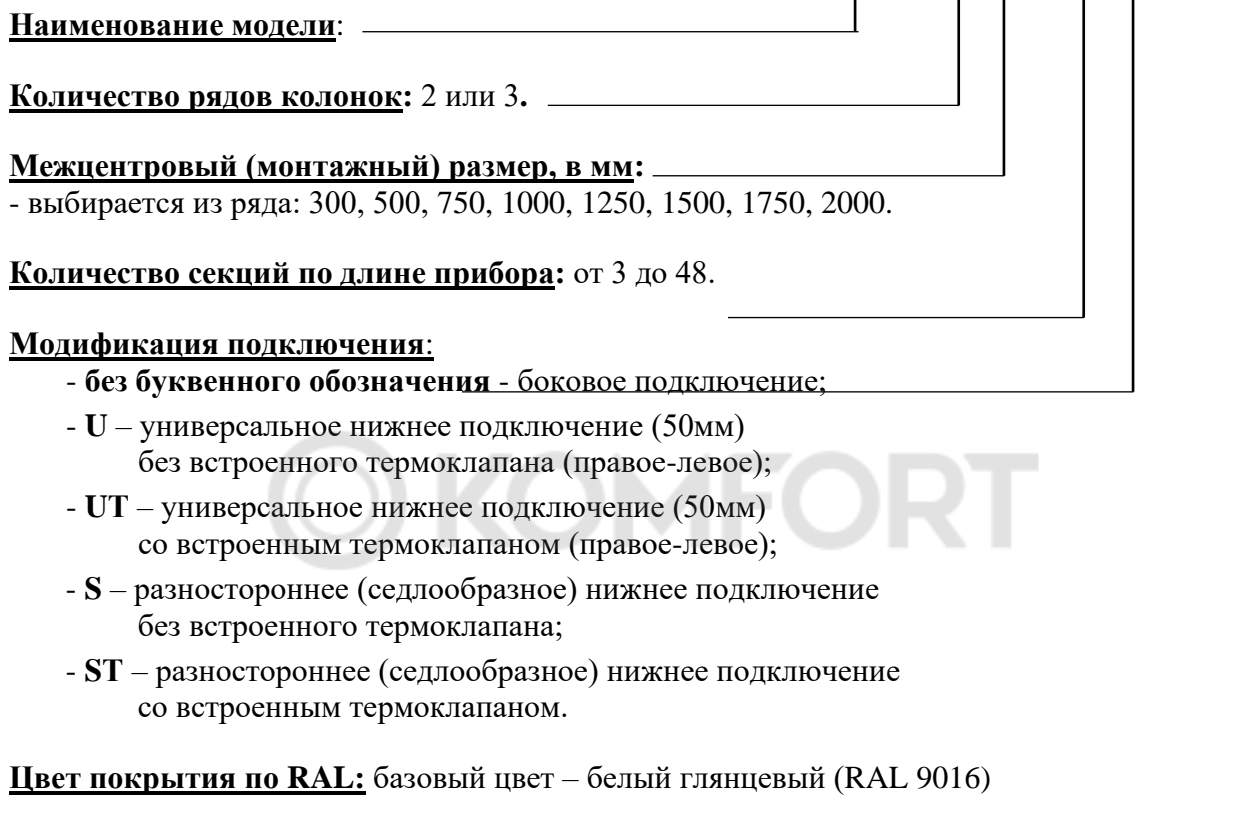 Наименование модели:
Количество рядов колонок: 2 или 3.
Межцентровый (монтажный) размер, в мм:
- выбирается из ряда: 300, 500, 750, 1000, 1250, 1500, 1750, 2000.
Количество секций по длине прибора: от 3 до 48.
Модификация подключения:
- без буквенного обозначения - боковое подключение;
- U – универсальное нижнее подключение (50мм)
без встроенного термоклапана (правое-левое);
- UT – универсальное нижнее подключение (50мм)
со встроенным термоклапаном (правое-левое);
- S – разностороннее (седлообразное) нижнее подключение
без встроенного термоклапана;
- ST – разностороннее (седлообразное) нижнее подключение
со встроенным термоклапаном.
Цвет покрытия по RAL: базовый цвет – белый глянцевый (RAL 9016)
KOMFORT